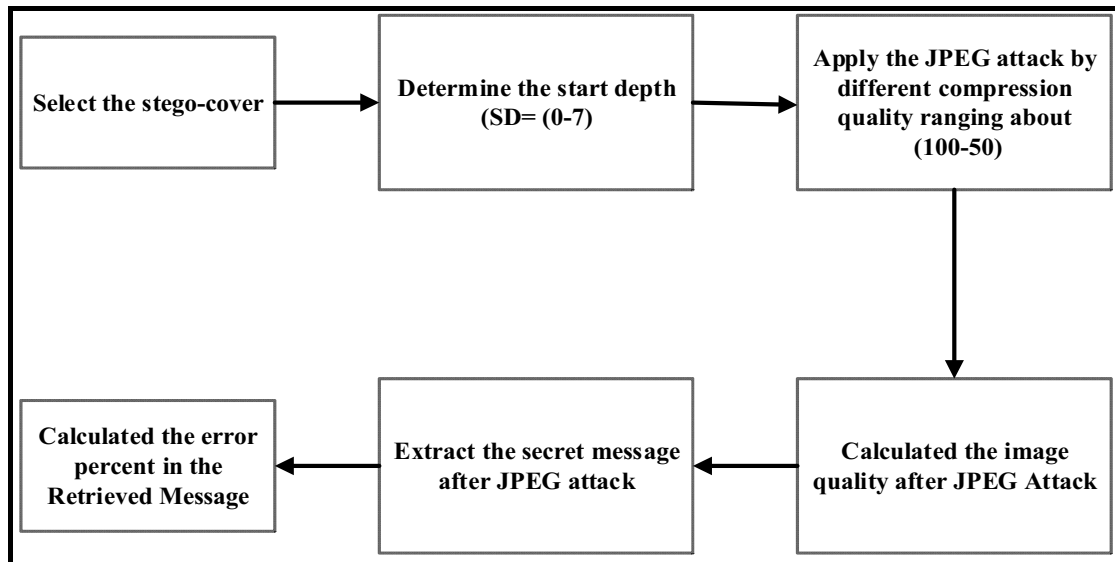 Select the stego-cover
Determine the start depth
(SD= (0-7)
Apply the JPEG attack by
different compression
quality ranging about
(100-50)
Calculated the image
quality after JPEG Attack
Extract the secret message
after JPEG attack
Calculated the error
percent in the
Retrieved Message